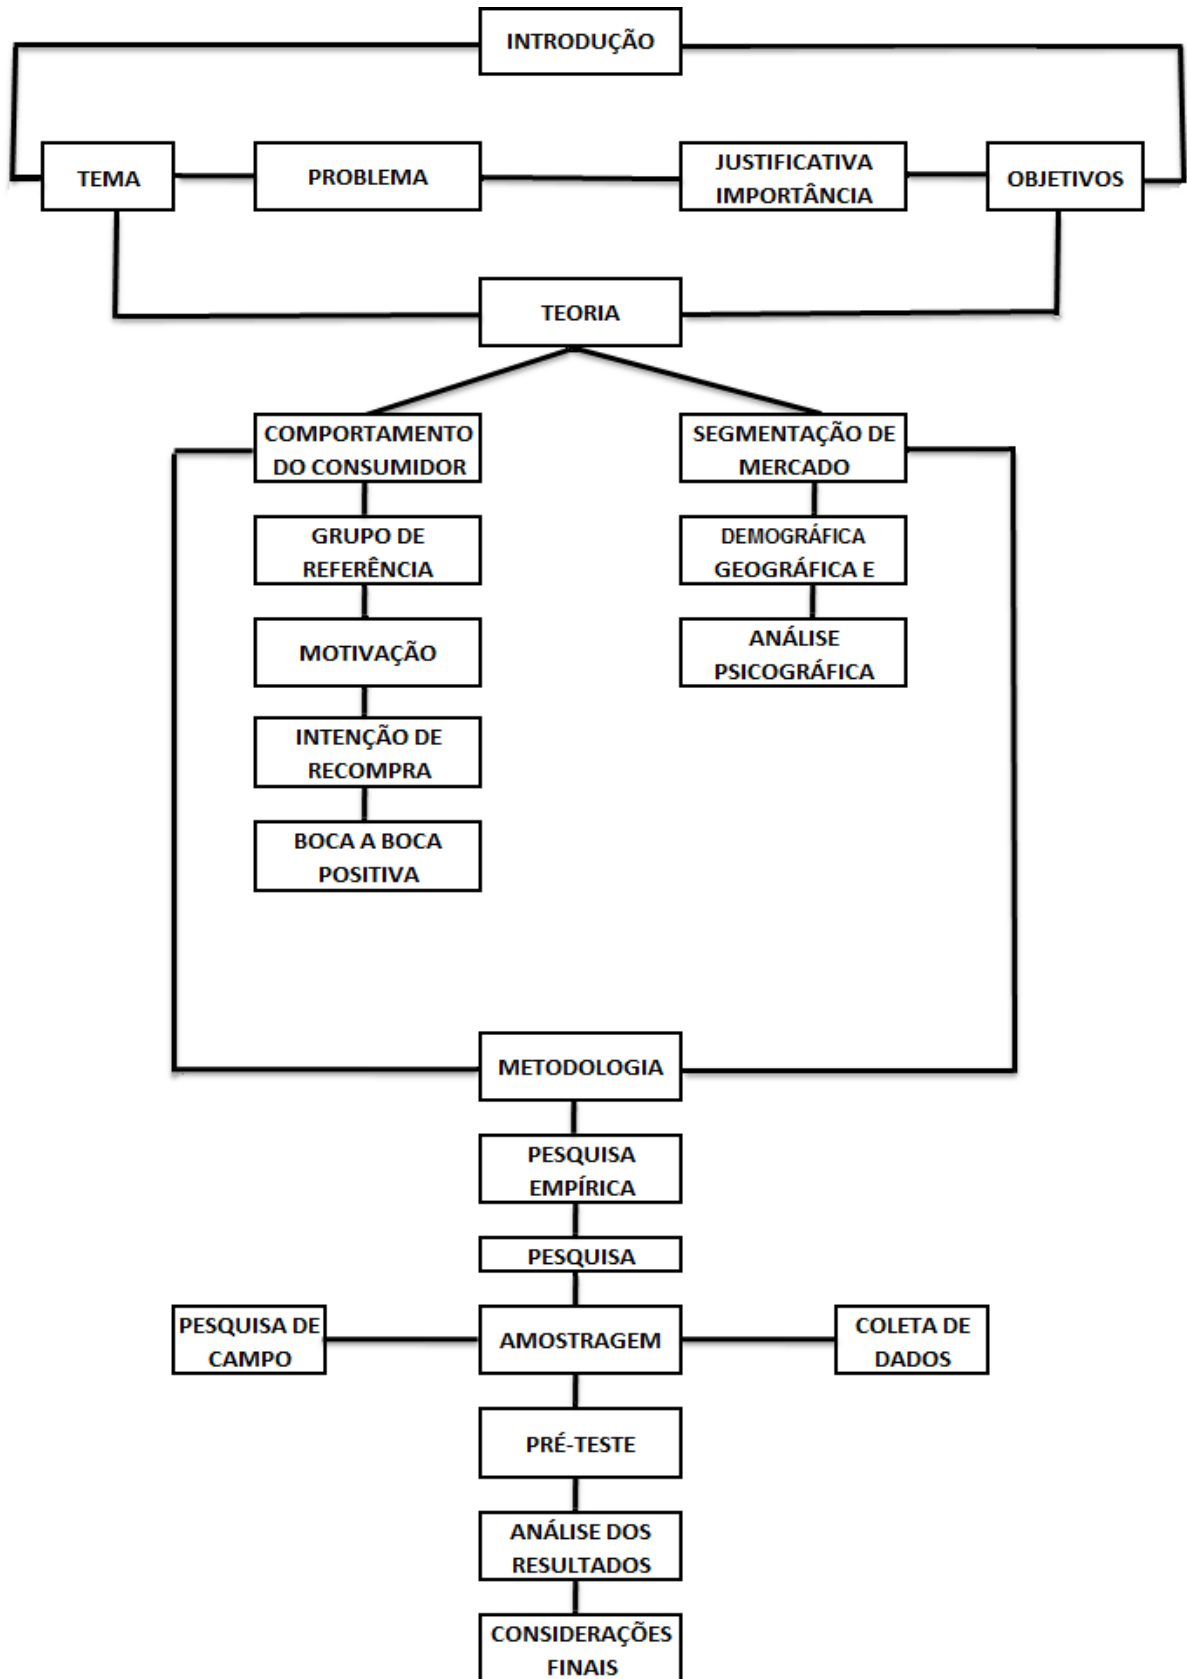 INTRODUÇÃO
TEMA
PROBLEMA
JUSTIFICATIVA
IMPORTÂNCIA
OBJETIVOS
TEORIA
COMPORTAMENTO
DO CONSUMIDOR
SEGMENTAÇÃO DE
MERCADO
GRUPO DE
REFERÊNCIA
DEMOGRÁFICA
GEOGRÁFICA E
MOTIVAÇÃO
ANÁLISE
PSICOGRÁFICA
INTENÇÃO DE
RECOMPRA
BOCA A BOCA
POSITIVA
METODOLOGIA
PESQUISA
EMPÍRICA
PESQUISA
PESQUISA DE
CAMPO
AMOSTRAGEM
COLETA DE
DADOS
PRÉ-TESTE
ANÁLISE DOS
RESULTADOS
CONSIDERAÇÕES
FINAIS